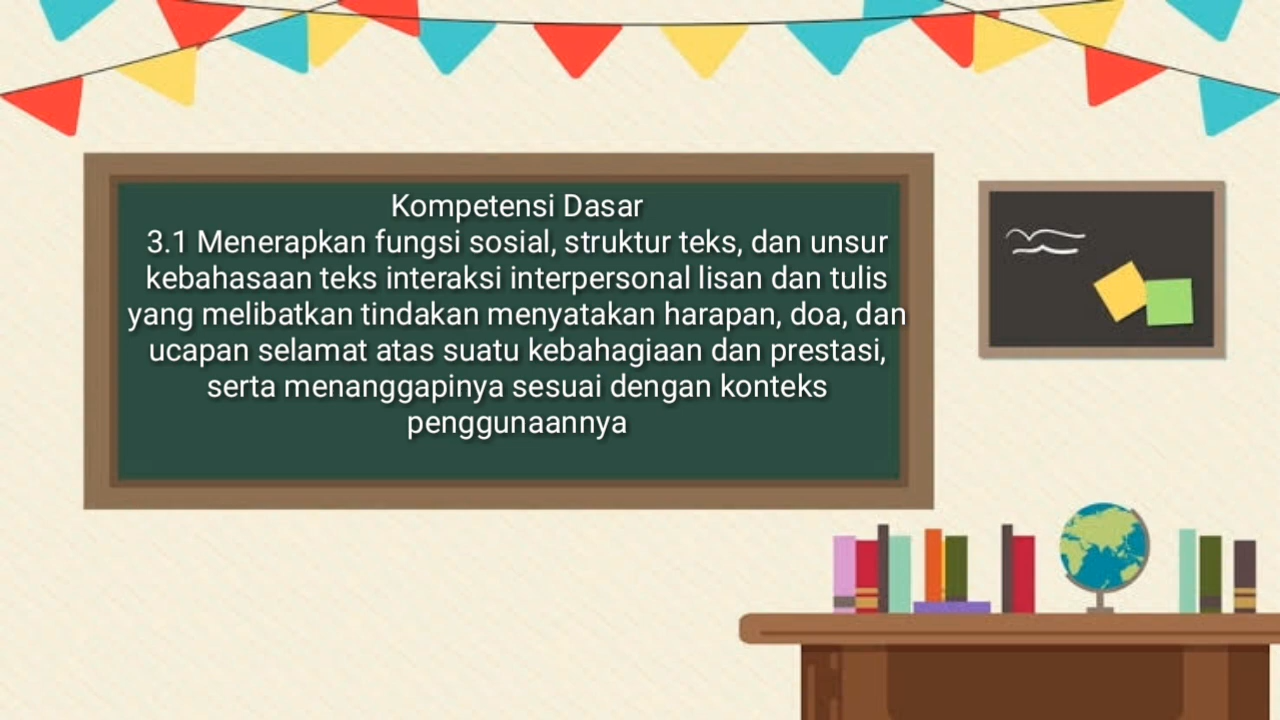 Kompetensi Dasar
3.1 Menerapkan fungsi sosial, struktur teks, dan unsur
kebahasaan teks interaksi interpersonal lisan dan tulis
yang melibatkan tindakan menyatakan harapan, doa, dan
ucapan selamat atas suatu kebahagiaan dan prestasi,
serta menanggapinya sesuai dengan konteks
penggunaannya